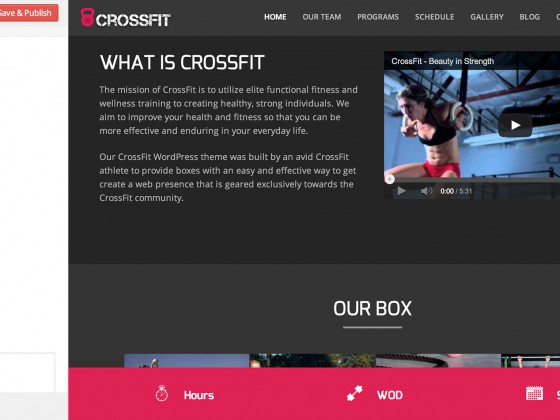 Save & Publish
CROSSFIT
HOME OUR TEAM PROGRAMS SCHEDULE GALLERY BLOG
WHAT IS CROSSFIT
The mission of CrossFit is to utilize elite functional fitness and
wellness training to creating healthy, strong individuals. We
aim to improve your health and fitness so that you can be
more effective and enduring in your everyday life.
Our CrossFit WordPress theme was built by an avid CrossFit
athlete to provide boxes with an easy and effective way to get
create a web presence that is geared exclusively towards the
CrossFit community.
CrossFit - Beauty in Strength
0:00 / 5:31
OUR BOX
Hours
WOD